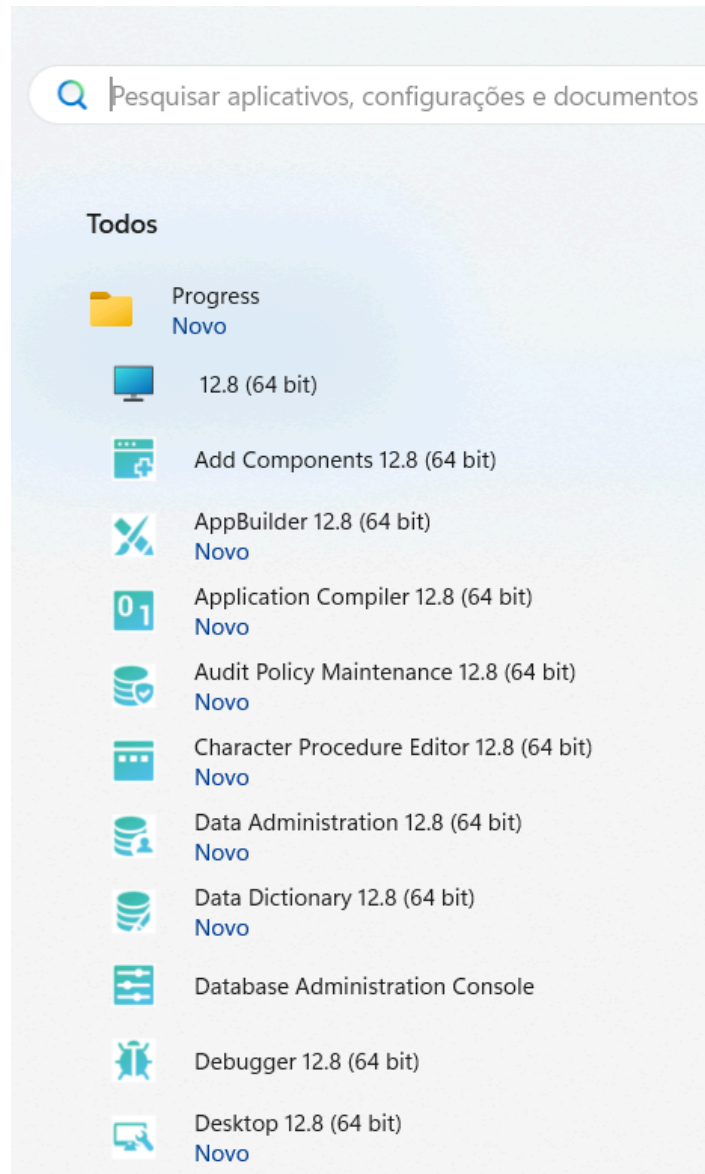 Pesquisar aplicativos, configurações e documentos
Todos
Progress
Novo
12.8 (64 bit)
Add Components 12.8 (64 bit)
AppBuilder 12.8 (64 bit)
Novo
01
Application Compiler 12.8 (64 bit)
Novo
Audit Policy Maintenance 12.8 (64 bit)
Novo
Character Procedure Editor 12.8 (64 bit)
Novo
Data Administration 12.8 (64 bit)
Novo
Data Dictionary 12.8 (64 bit)
Novo
Database Administration Console
Debugger 12.8 (64 bit)
Desktop 12.8 (64 bit)
Novo